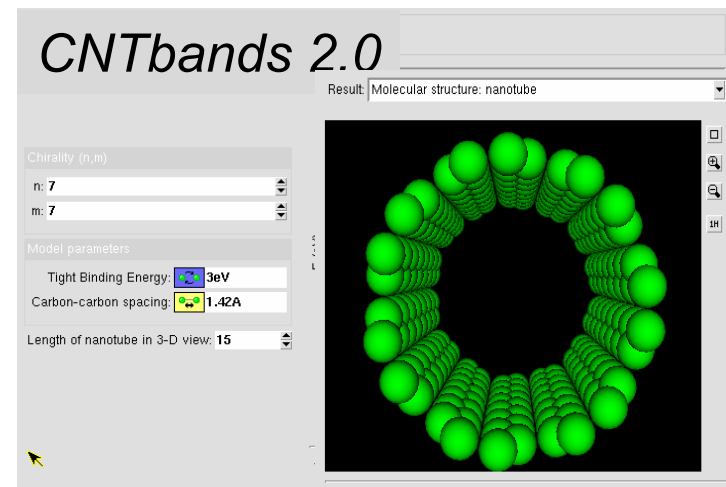 CNTbands 2.0
Result: Molecular structure: nanotube
Chirality (n,m)
n: 7
m: 7
Model parameters
Tight Binding Energy: 3eV
Carbon-carbon spacing: 1.42A
Length of nanotube in 3-D view: 15
1H